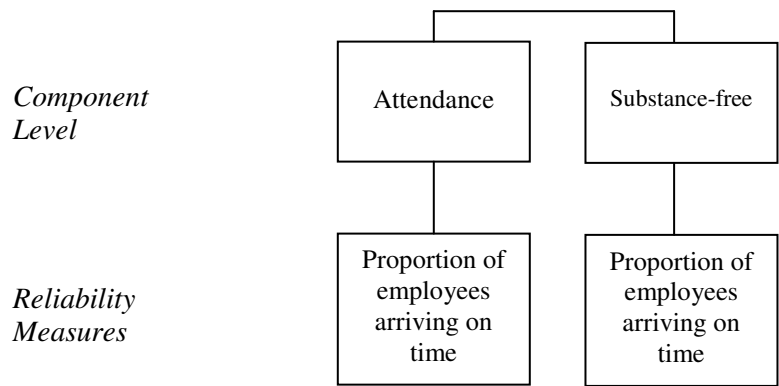 Component
Level
Attendance
Substance-free
Reliability
Measures
Proportion of
employees
arriving on
time
Proportion of
employees
arriving on
time